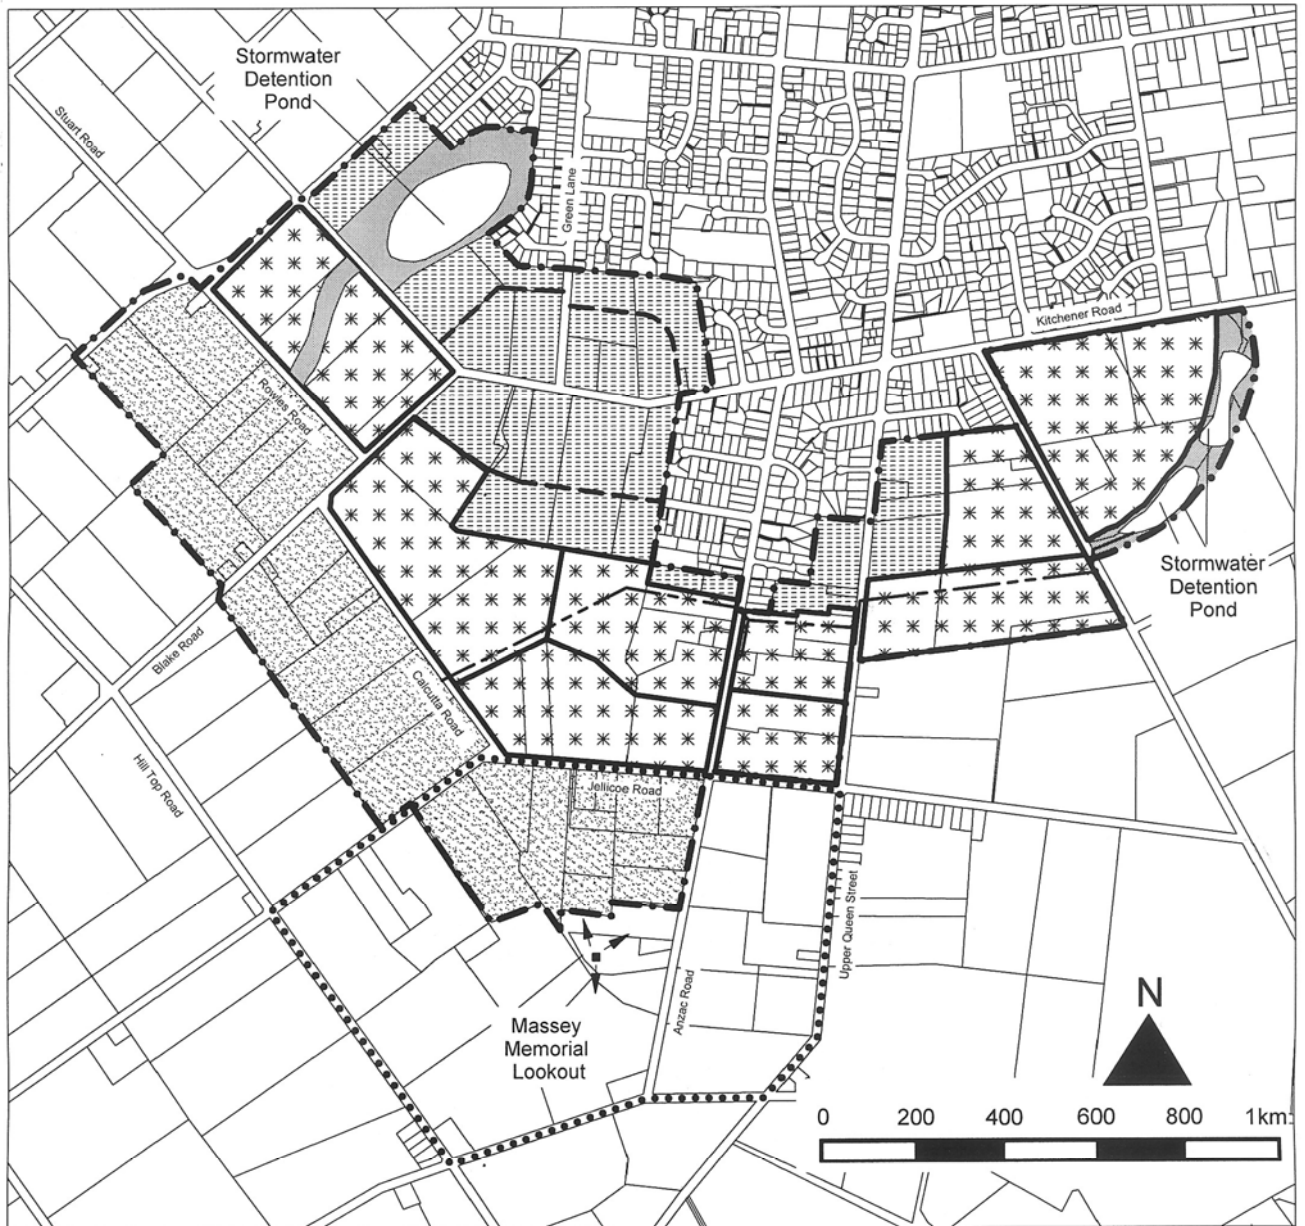 Stormwater
Detention
Pond
Stuart Road
Green Lane
Kitchener Road
Rowles Road
Stormwater
Detention
Pond
Blake Road
Calcutta Road
Hill Top Road
Jellicoe Road
Upper Queen Street
Anzac Road
Massey
Memorial
Lookout
N
0 200 400 600 800 1km